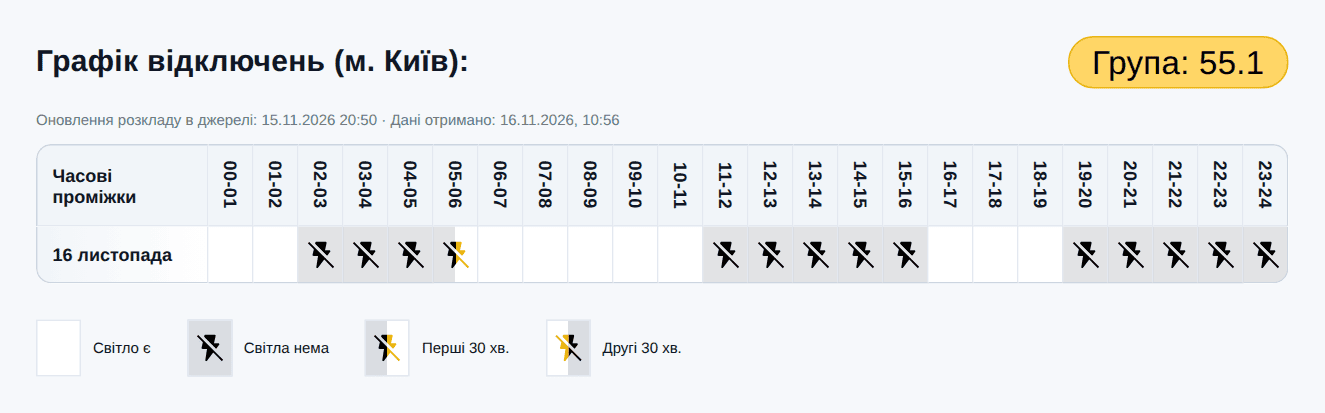 Графік відключень (м. Київ):
Група: 55.1
Оновлення розкладу в джерелі: 15.11.2026 20:50 · Дані отримано: 16.11.2026, 10:56
Часові
проміжки
00-01 01-02 02-03 03-04 04-05 05-06 06-07 07-08 08-09 09-10 10-11 11-12 12-13 13-14 14-15 15-16 16-17 17-18 18-19 19-20 20-21 21-22 22-23 23-24
16 листопада
Світло є
Світла нема
Перші 30 хв.
Другі 30 хв.